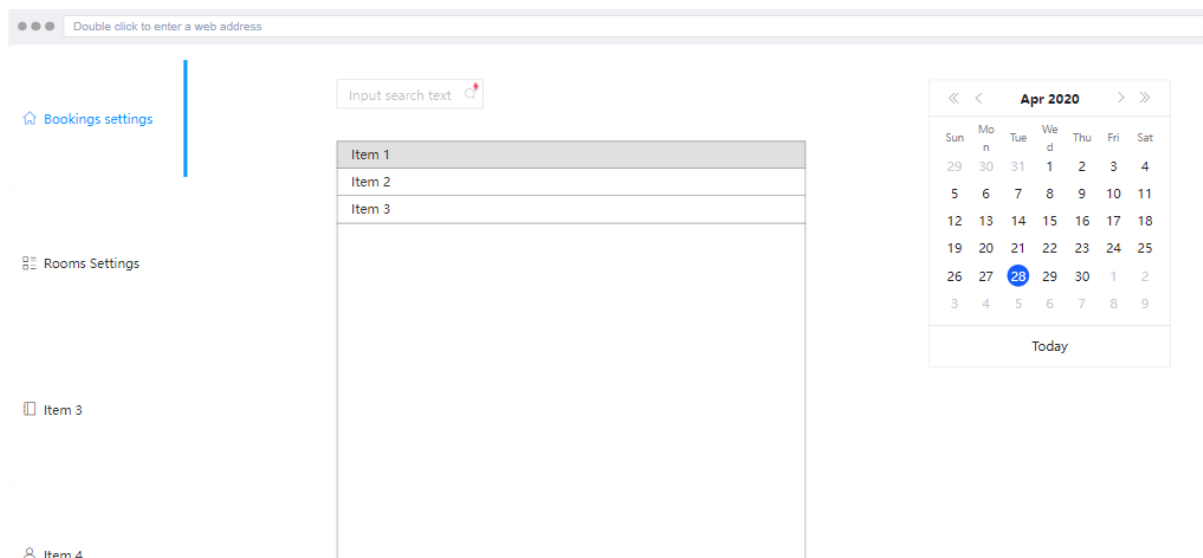 Double click to enter a web address
Bookings settings
Rooms Settings
Item 3
Item 4
Input search text
Item 1
Item 2
Item 3
Apr 2020
Sun Mon Tue Wed Thu Fri Sat
29 30 31 1 2 3 4
5 6 7 8 9 10 11
12 13 14 15 16 17 18
19 20 21 22 23 24 25
26 27 28 29 30 1 2
3 4 5 6 7 8 9
Today